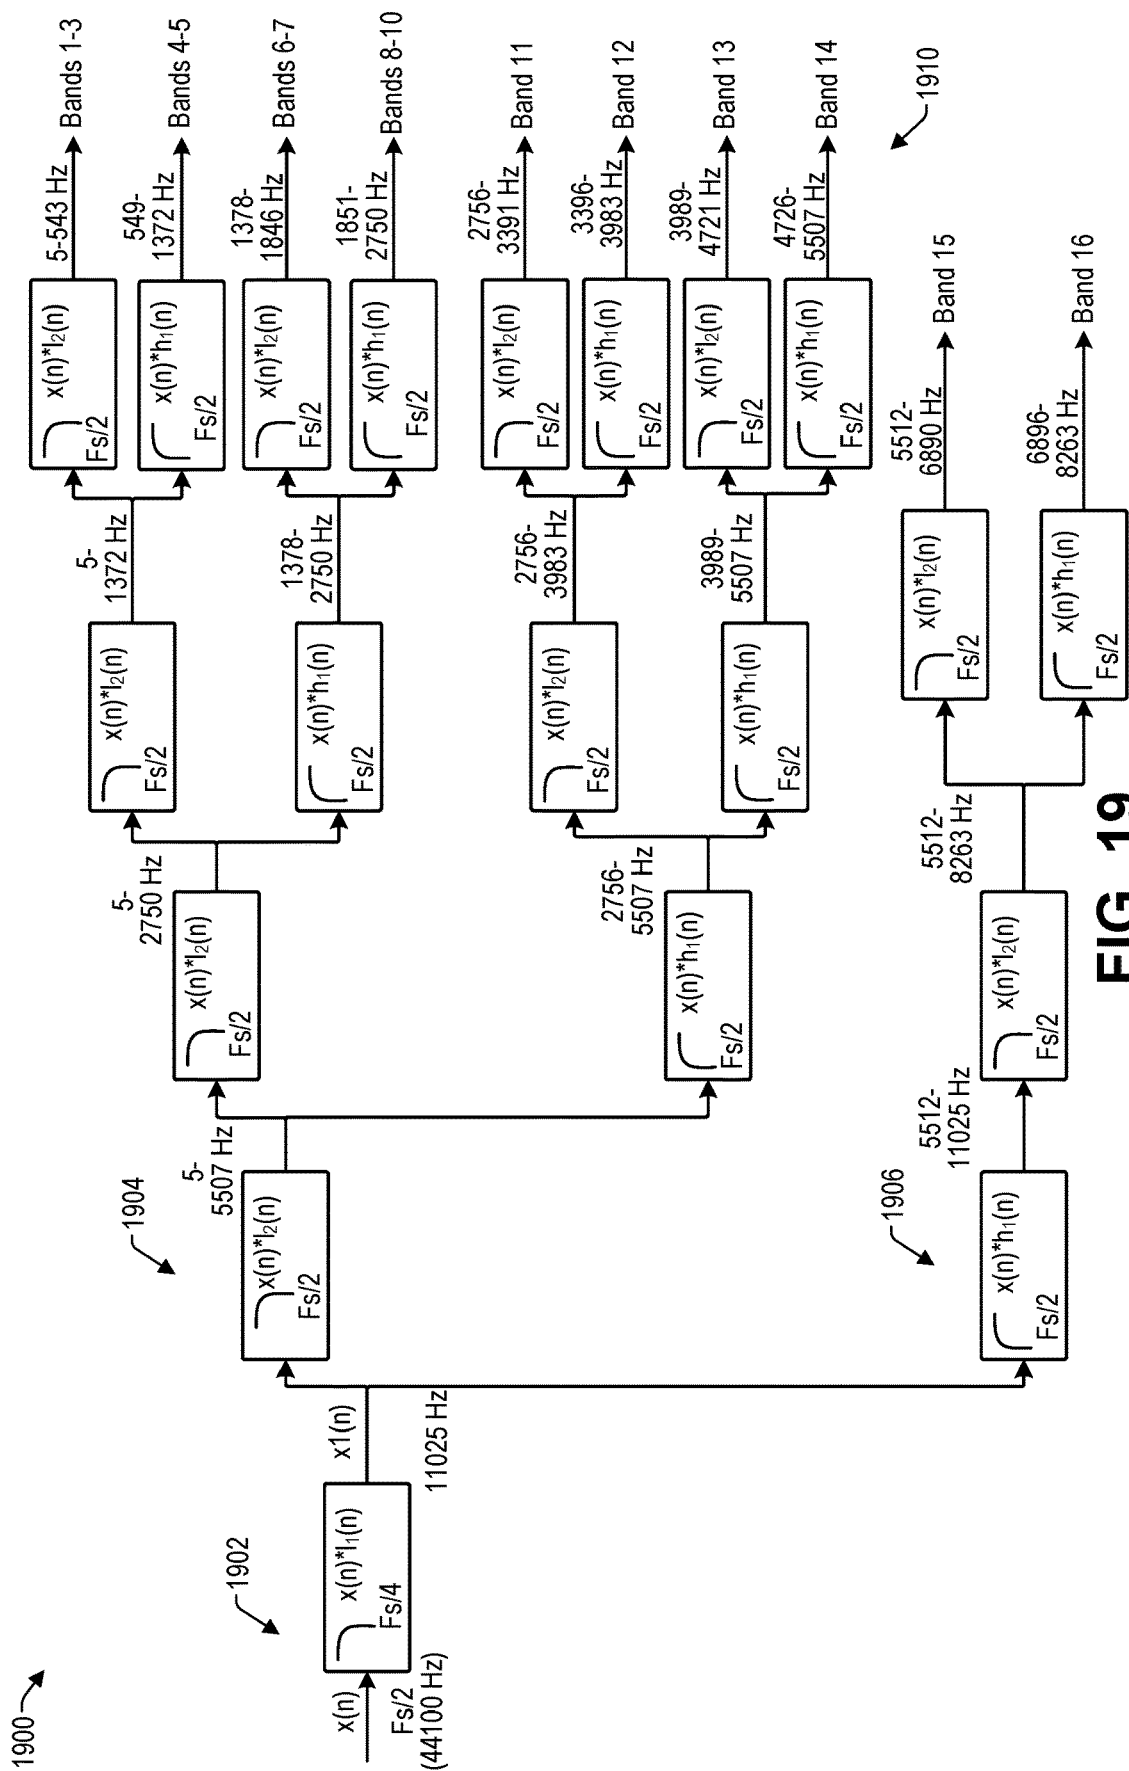 1900
1902
x(n)
Fs/2
(44100 Hz)
x(n)*l₁(n)
Fs/4
x1(n)
11025 Hz
1904
x(n)*l₂(n)
Fs/2
5-
5507 Hz
1906
x(n)*h₁(n)
Fs/2
5512-
11025 Hz
x(n)*l₂(n)
Fs/2
5-
2750 Hz
x(n)*h₁(n)
Fs/2
2756-
5507 Hz
x(n)*l₂(n)
Fs/2
5512-
8263 Hz
x(n)*l₂(n)
Fs/2
5-
1372 Hz
x(n)*h₁(n)
Fs/2
1378-
2750 Hz
x(n)*l₂(n)
Fs/2
2756-
3983 Hz
x(n)*h₁(n)
Fs/2
3989-
5507 Hz
x(n)*l₂(n)
Fs/2
5-543 Hz
Bands 1-3
x(n)*h₁(n)
Fs/2
549-
1372 Hz
Bands 4-5
x(n)*l₂(n)
Fs/2
1378-
1846 Hz
Bands 6-7
x(n)*h₁(n)
Fs/2
1851-
2750 Hz
Bands 8-10
x(n)*l₂(n)
Fs/2
2756-
3391 Hz
Band 11
x(n)*h₁(n)
Fs/2
3396-
3983 Hz
Band 12
x(n)*l₂(n)
Fs/2
3989-
4721 Hz
Band 13
x(n)*h₁(n)
Fs/2
4726-
5507 Hz
Band 14
x(n)*l₂(n)
Fs/2
5512-
6890 Hz
Band 15
x(n)*h₁(n)
Fs/2
6896-
8263 Hz
Band 16
1910
FIG. 19